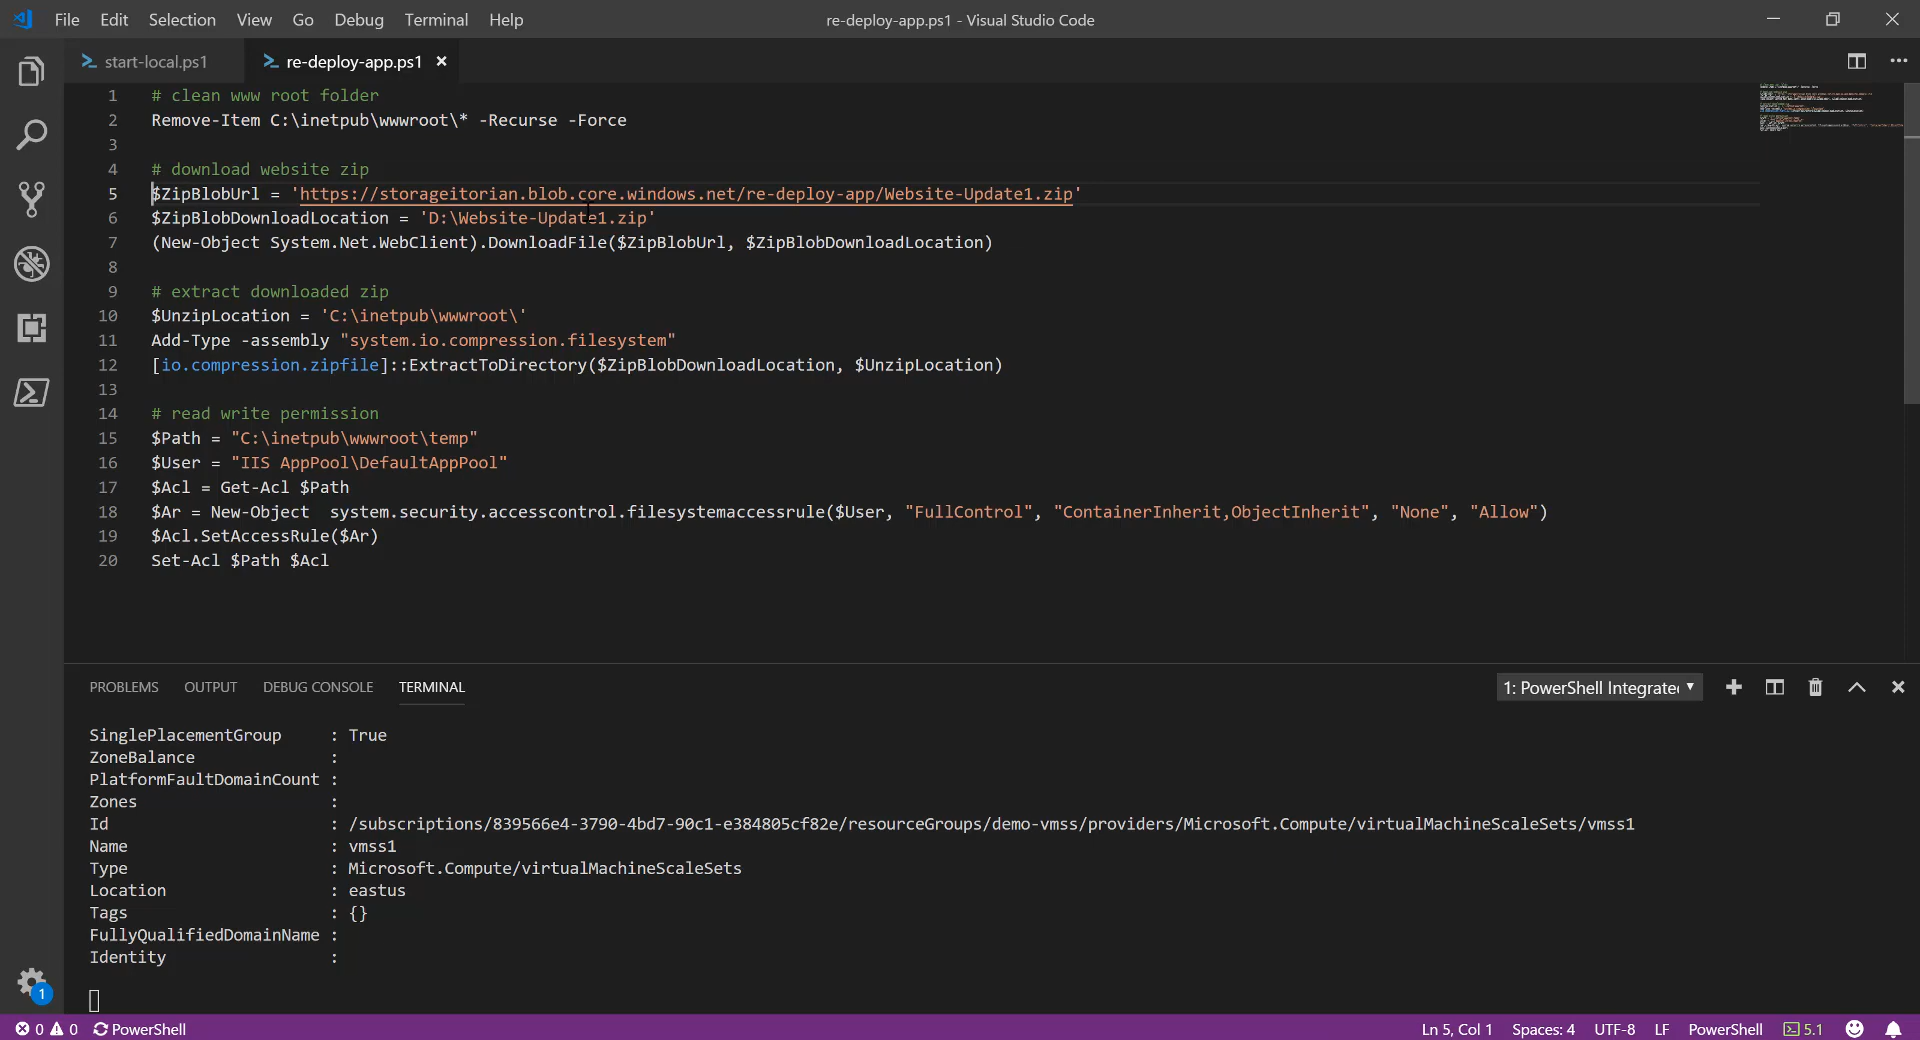 File Edit Selection View Go Debug Terminal Help re-deploy-app.ps1 - Visual Studio Code
start-local.ps1 re-deploy-app.ps1
1 # clean www root folder
2 Remove-Item C:\inetpub\wwwroot\* -Recurse -Force
3
4 # download website zip
5 $ZipBlobUrl = 'https://storageitorian.blob.core.windows.net/re-deploy-app/Website-Update1.zip'
6 $ZipBlobDownloadLocation = 'D:\Website-Update1.zip'
7 (New-Object System.Net.WebClient).DownloadFile($ZipBlobUrl, $ZipBlobDownloadLocation)
8
9 # extract downloaded zip
10 $UnzipLocation = 'C:\inetpub\wwwroot\'
11 Add-Type -assembly "system.io.compression.filesystem"
12 [io.compression.zipfile]::ExtractToDirectory($ZipBlobDownloadLocation, $UnzipLocation)
13
14 # read write permission
15 $Path = "C:\inetpub\wwwroot\temp"
16 $User = "IIS AppPool\DefaultAppPool"
17 $Acl = Get-Acl $Path
18 $Ar = New-Object  system.security.accesscontrol.filesystemaccessrule($User, "FullControl", "ContainerInherit,ObjectInherit", "None", "Allow")
19 $Acl.SetAccessRule($Ar)
20 Set-Acl $Path $Acl
PROBLEMS OUTPUT DEBUG CONSOLE TERMINAL 1: PowerShell Integrate
SinglePlacementGroup : True
ZoneBalance :
PlatformFaultDomainCount :
Zones :
Id : /subscriptions/839566e4-3790-4bd7-90c1-e384805cf82e/resourceGroups/demo-vmss/providers/Microsoft.Compute/virtualMachineScaleSets/vmss1
Name : vmss1
Type : Microsoft.Compute/virtualMachineScaleSets
Location : eastus
Tags : {}
FullyQualifiedDomainName :
Identity :
1
0 0 PowerShell Ln 5, Col 1 Spaces: 4 UTF-8 LF PowerShell 5.1